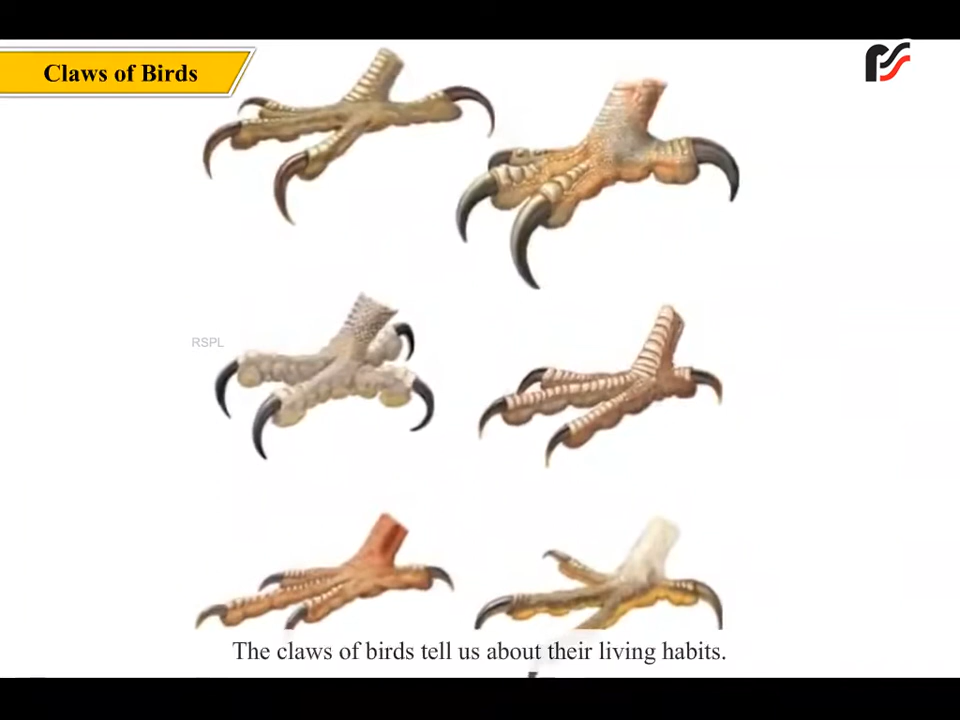 Claws of Birds
RSPL
The claws of birds tell us about their living habits.